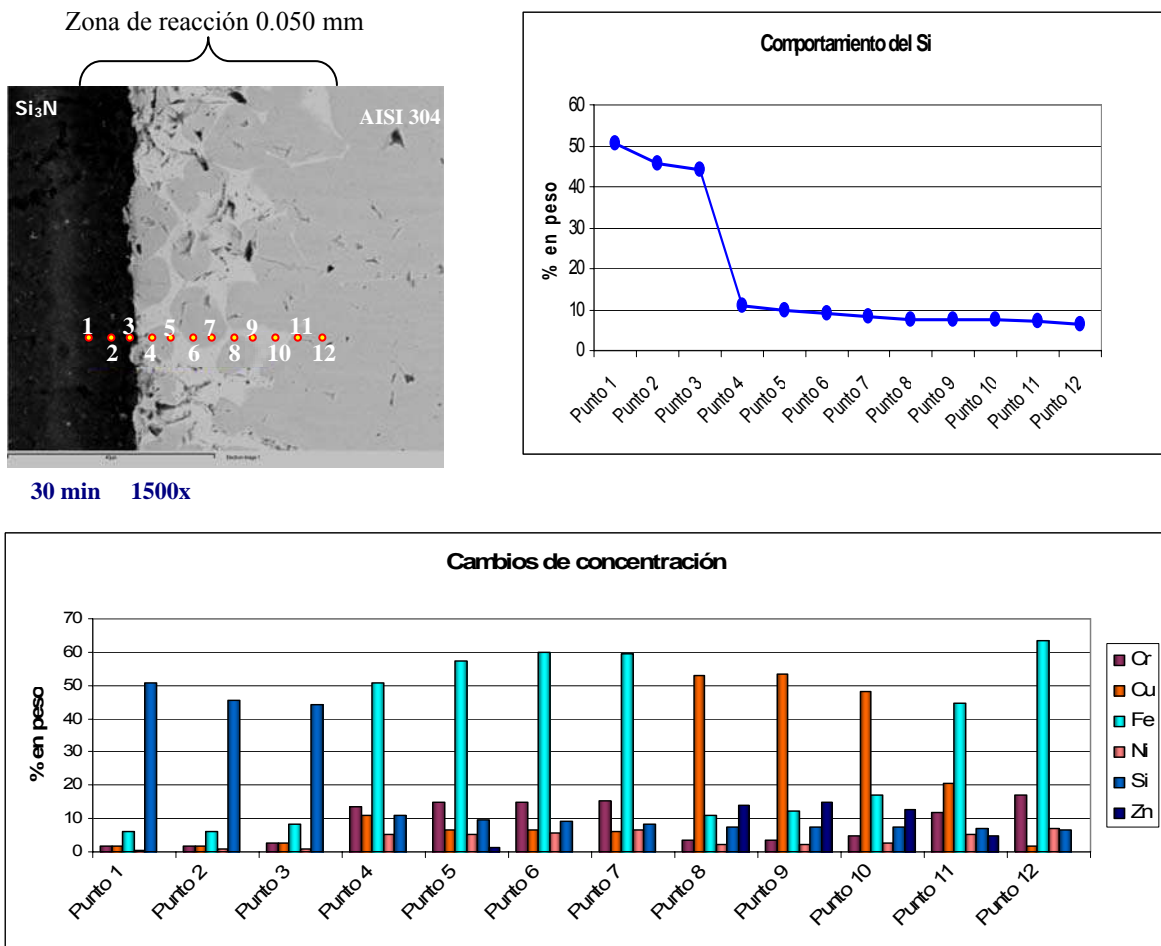 Zona de reacción 0.050 mm
Si₃N
AISI 304
1 3 5 7 9 11
2 4 6 8 10 12
Electron Image 1
30 min 1500x
Comportamiento del Si
% en peso
60
50
40
30
20
10
0
Punto 1
Punto 2
Punto 3
Punto 4
Punto 5
Punto 6
Punto 7
Punto 8
Punto 9
Punto 10
Punto 11
Punto 12
Cambios de concentración
% en peso
70
60
50
40
30
20
10
0
Punto 1
Punto 2
Punto 3
Punto 4
Punto 5
Punto 6
Punto 7
Punto 8
Punto 9
Punto 10
Punto 11
Punto 12
Cr
Cu
Fe
Ni
Si
Zn